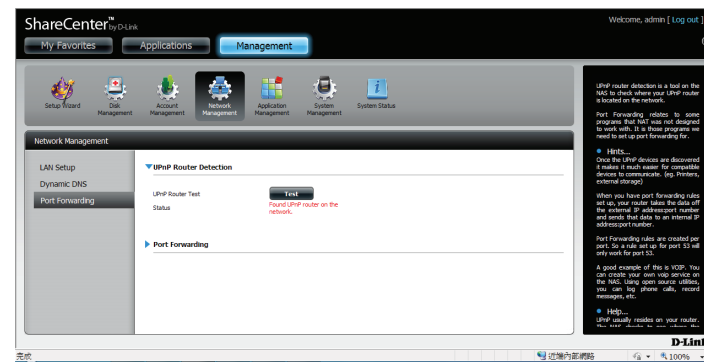 ShareCenter™ by D-Link
Welcome, admin [ Log out ]
My Favorites
Applications
Management
Setup Wizard
Disk
Management
Account
Management
Network
Management
Application
Management
System
Management
System Status
Network Management
LAN Setup
Dynamic DNS
Port Forwarding
UPnP Router Detection
UPnP Router Test
Test
Status
Found UPnP router on the
network.
Port Forwarding
UPnP router detection is a tool on the
NAS to check where your UPnP router
is located on the network.
Port Forwarding relates to some
programs that NAT was not designed
to work with. It is those programs we
need to set up port forwarding for.
Hints...
Once the UPnP devices are discovered
it makes it much easier for compatible
devices to communicate. (eg. Printers,
external storage)
When you have port forwarding rules
set up, your router takes the data off
the external IP address:port number
and sends that data to an internal IP
address:port number.
Port Forwarding rules are created per
port. So a rule set up for port 53 will
only work for port 53.
A good example of this is VOIP. You
can create your own voip service on
the NAS. Using open source utilities,
you can log phone calls, record
messages, etc.
Help...
UPnP usually resides on your router.
The NAS checks to see where the
D-Lin
完成
近端內部網路
100%